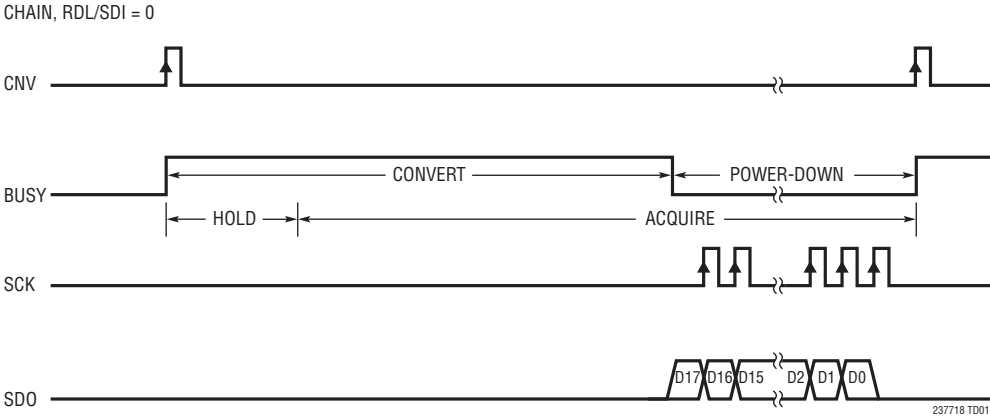 CHAIN, RDL/SDI = 0
CNV
BUSY
CONVERT
POWER-DOWN
HOLD
ACQUIRE
SCK
SDO
D17 D16 D15 D2 D1 D0
237718 TD01